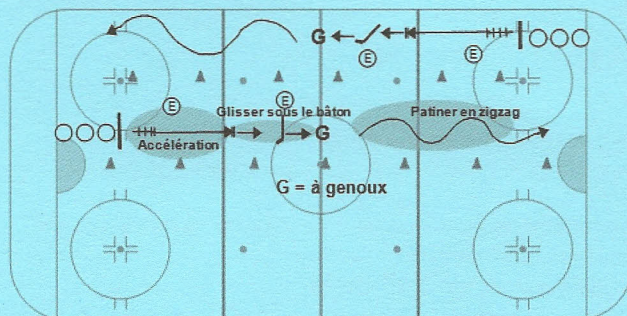 G
E
E
E
E
Glisser sous le bâton
Patiner en zigzag
G
Accélération
G = à genoux